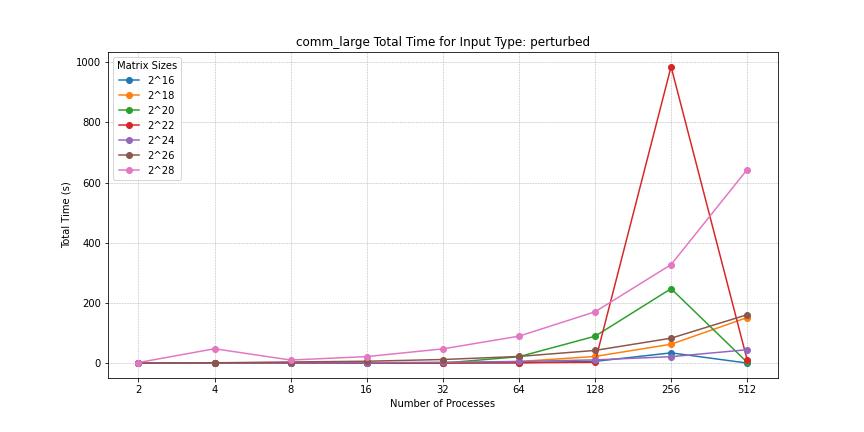 comm_large Total Time for Input Type: perturbed
Matrix Sizes
2^16
2^18
2^20
2^22
2^24
2^26
2^28
Total Time (s)
1000
800
600
400
200
0
2 4 8 16 32 64 128 256 512
Number of Processes